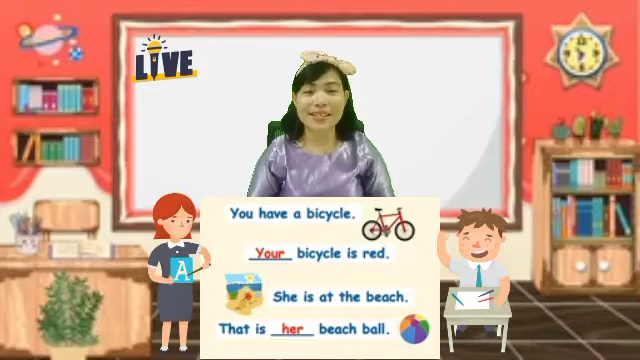 LIVE
You have a bicycle.
Your bicycle is red.
A
She is at the beach.
That is her beach ball.